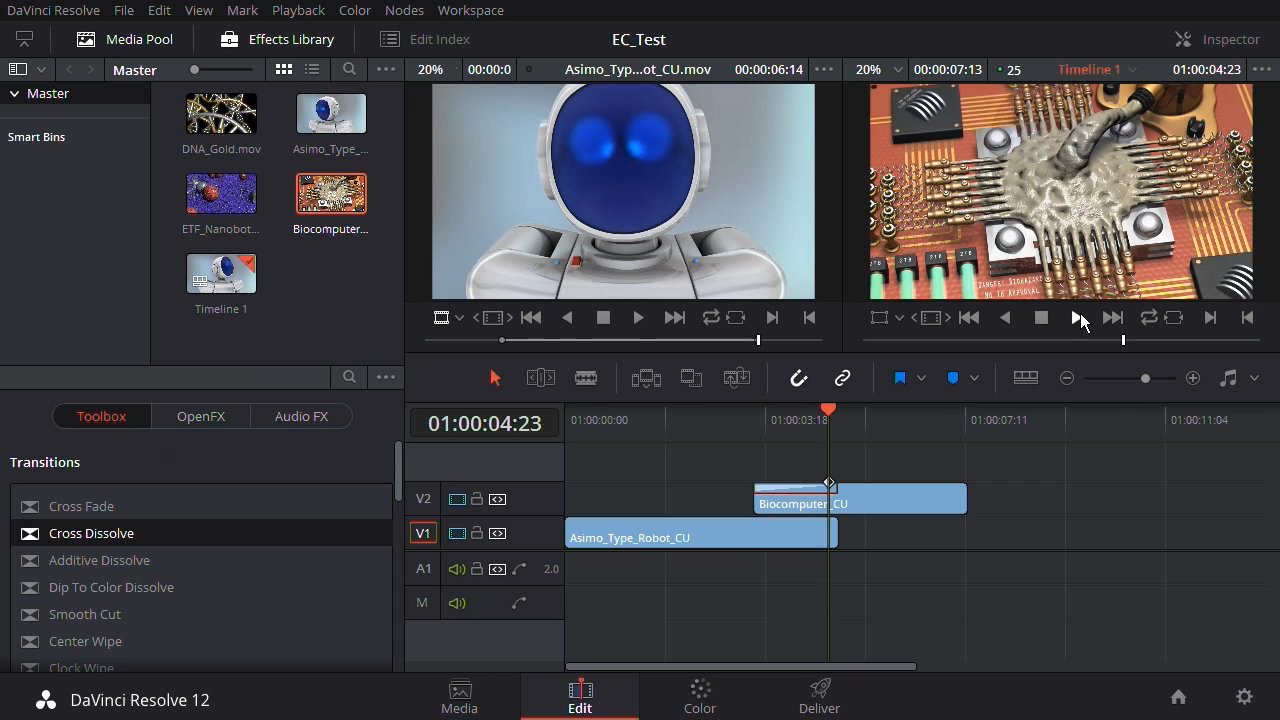 DaVinci Resolve File Edit View Mark Playback Color Nodes Workspace
Media Pool Effects Library Edit Index EC_Test Inspector
Master 20% 00:00:0 Asimo_Typ...ot_CU.mov 00:00:06:14 20% 00:00:07:13 25 Timeline 1 01:00:04:23
Master
Smart Bins
DNA_Gold.mov Asimo_Type_...
ETF_Nanobot... Biocomputer...
Timeline 1
DANGER! BIOHAZARD
NO TB APPROVAL
Toolbox OpenFX Audio FX
01:00:04:23 01:00:00:00 01:00:03:18 01:00:07:11 01:00:11:04
Transitions
Cross Fade
Cross Dissolve
Additive Dissolve
Dip To Color Dissolve
Smooth Cut
Center Wipe
Clock Wipe
V2 Biocomputer_CU
V1 Asimo_Type_Robot_CU
A1 2.0
M
DaVinci Resolve 12 Media Edit Color Deliver